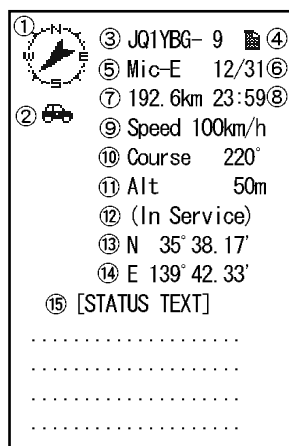 ① N
W E
S
③ JQ1YBG- 9 ④
⑤ Mic-E 12/31⑥
⑦ 192.6km 23:59⑧
②
⑨ Speed 100km/h
⑩ Course 220°
⑪ Alt 50m
⑫ (In Service)
⑬ N 35°38.17'
⑭ E 139°42.33'
⑮ [STATUS TEXT]
. . . . . . . . . . . . . . . . . . . .
. . . . . . . . . . . . . . . . . . . .
. . . . . . . . . . . . . . . . . . . .
. . . . . . . . . . . . . . . . . . . .